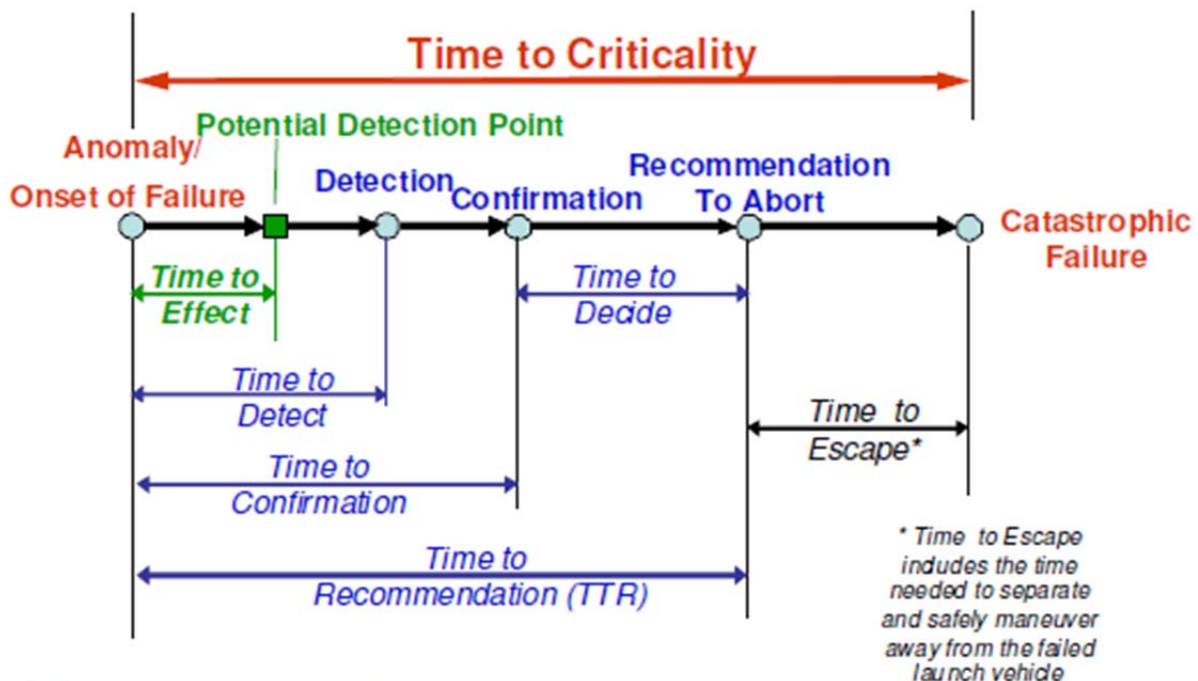 Time to Criticality
Potential Detection Point
Anomaly/
Onset of Failure
Detection
Confirmation
Recommendation
To Abort
Catastrophic
Failure
Time to
Effect
Time to
Decide
Time to
Detect
Time to
Escape*
Time to
Confirmation
Time to
Recommendation (TTR)
* Time to Escape
includes the time
needed to separate
and safely maneuver
away from the failed
launch vehicle